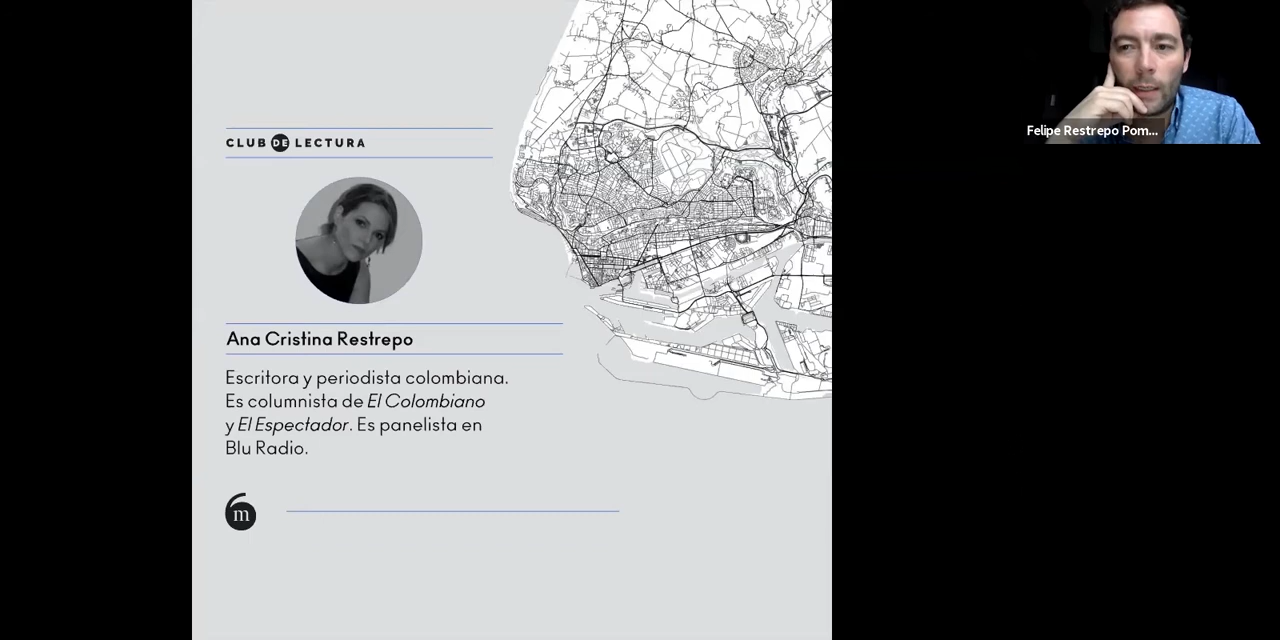 CLUB DE LECTURA
Ana Cristina Restrepo
Escritora y periodista colombiana.
Es columnista de El Colombiano
y El Espectador. Es panelista en
Blu Radio.
m
Felipe Restrepo Pom...